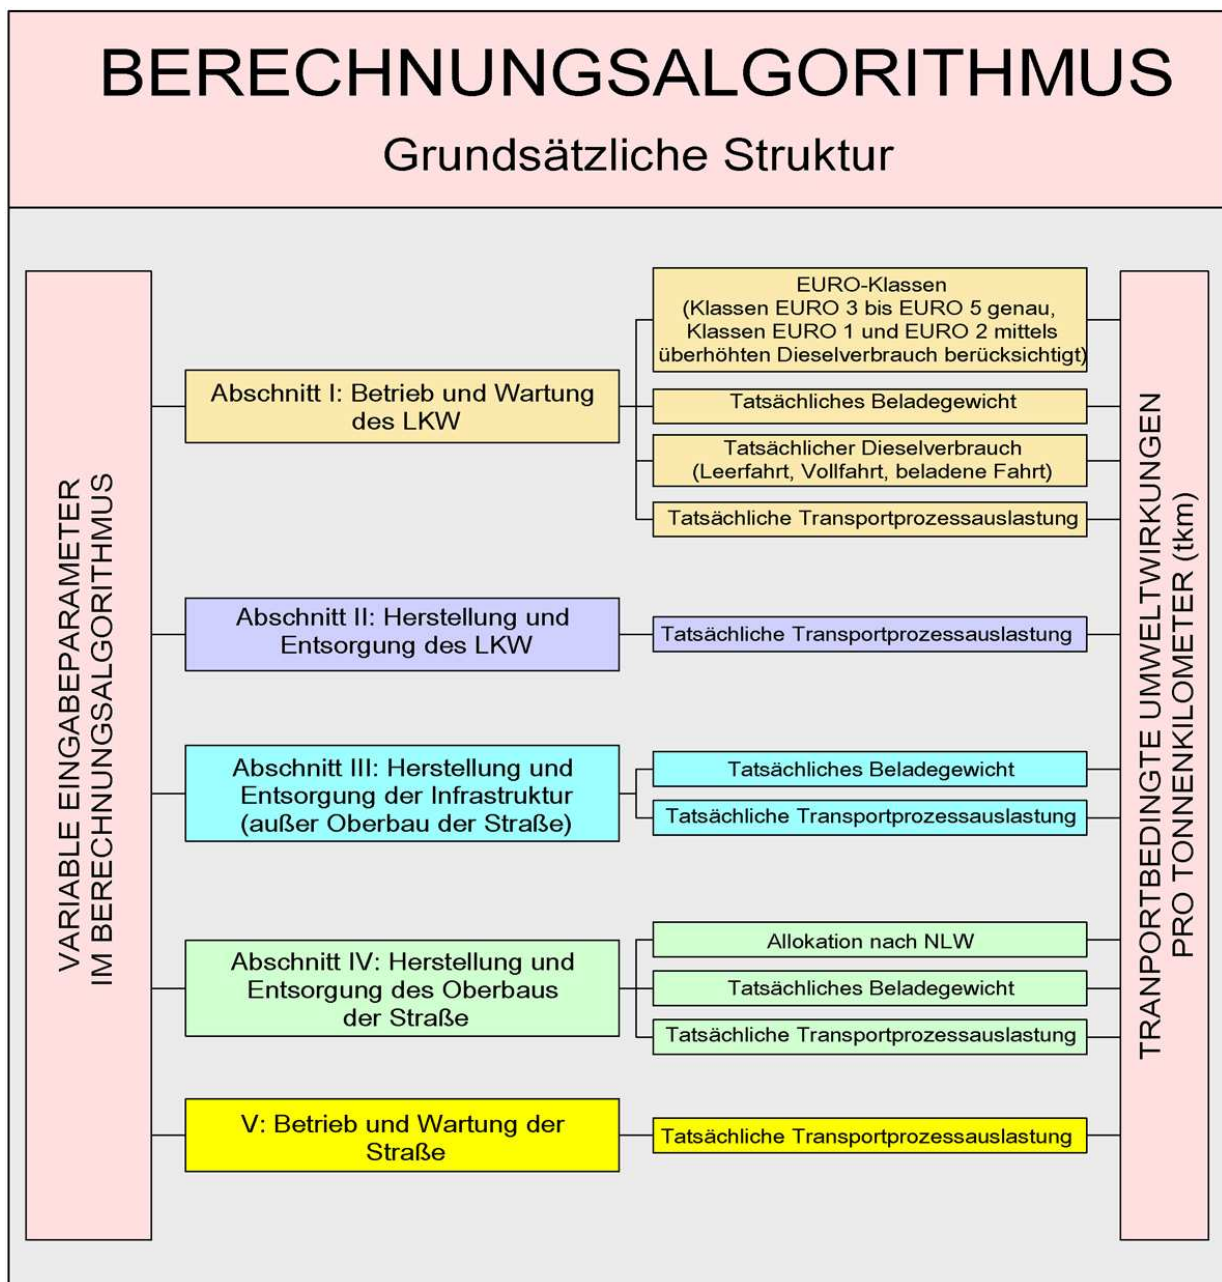 BERECHNUNGSALGORITHMUS
Grundsätzliche Struktur
VARIABLE EINGABEPARAMETER
IM BERECHNUNGSALGORITHMUS
Abschnitt I: Betrieb und Wartung
des LKW
EURO-Klassen
(Klassen EURO 3 bis EURO 5 genau,
Klassen EURO 1 und EURO 2 mittels
überhöhten Dieselverbrauch berücksichtigt)
Tatsächliches Beladegewicht
Tatsächlicher Dieselverbrauch
(Leerfahrt, Vollfahrt, beladene Fahrt)
Tatsächliche Transportprozessauslastung
Abschnitt II: Herstellung und
Entsorgung des LKW
Tatsächliche Transportprozessauslastung
Abschnitt III: Herstellung und
Entsorgung der Infrastruktur
(außer Oberbau der Straße)
Tatsächliches Beladegewicht
Tatsächliche Transportprozessauslastung
Abschnitt IV: Herstellung und
Entsorgung des Oberbaus
der Straße
Allokation nach NLW
Tatsächliches Beladegewicht
Tatsächliche Transportprozessauslastung
V: Betrieb und Wartung der
Straße
Tatsächliche Transportprozessauslastung
TRANPORTBEDINGTE UMWELTWIRKUNGEN
PRO TONNENKILOMETER (tkm)